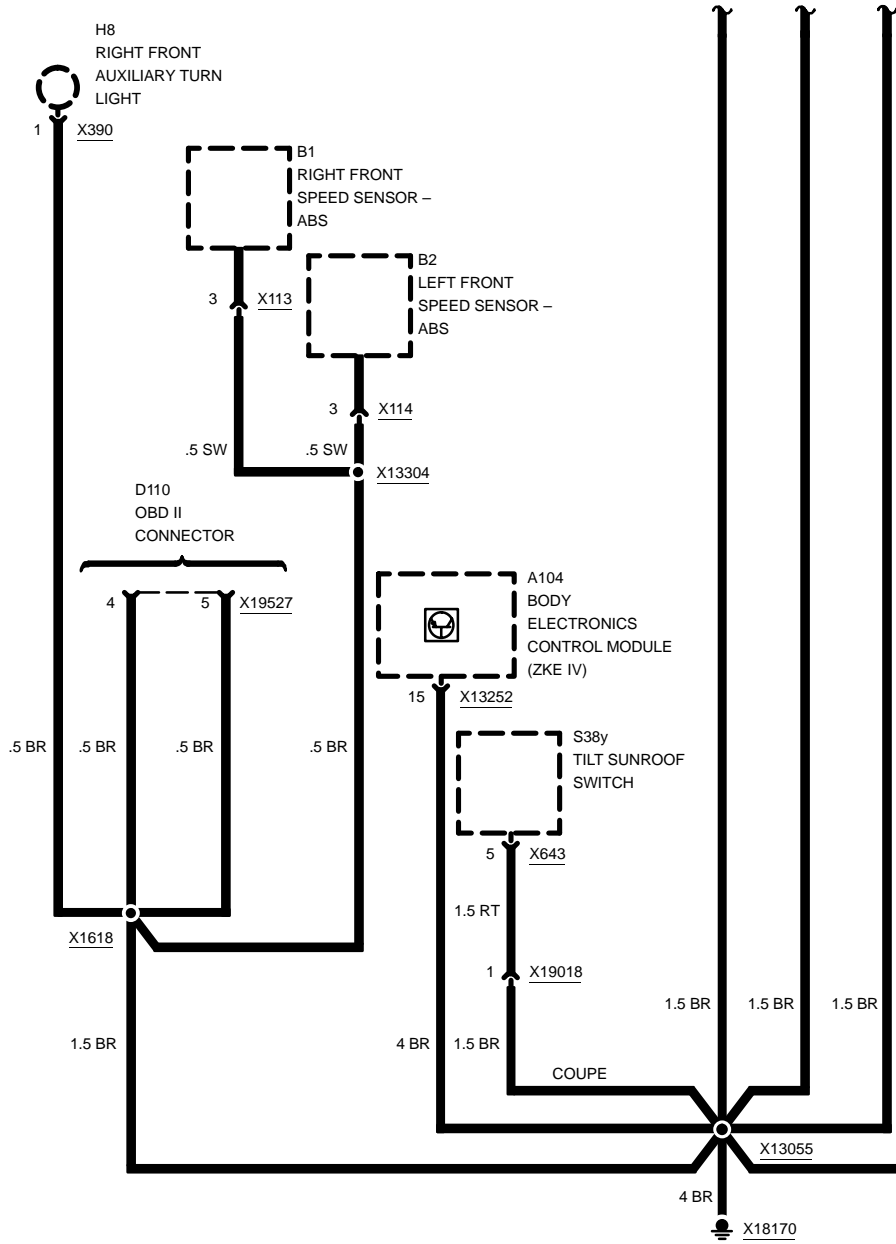 H8
RIGHT FRONT
AUXILIARY TURN
LIGHT
1
X390
B1
RIGHT FRONT
SPEED SENSOR –
ABS
B2
LEFT FRONT
SPEED SENSOR –
ABS
3
X113
3
X114
.5 SW
.5 SW
X13304
D110
OBD II
CONNECTOR
4
5
X19527
A104
BODY
ELECTRONICS
CONTROL MODULE
(ZKE IV)
15
X13252
.5 BR
.5 BR
.5 BR
.5 BR
S38y
TILT SUNROOF
SWITCH
5
X643
1.5 RT
X1618
1
X19018
1.5 BR
1.5 BR
1.5 BR
1.5 BR
4 BR
1.5 BR
COUPE
X13055
4 BR
X18170